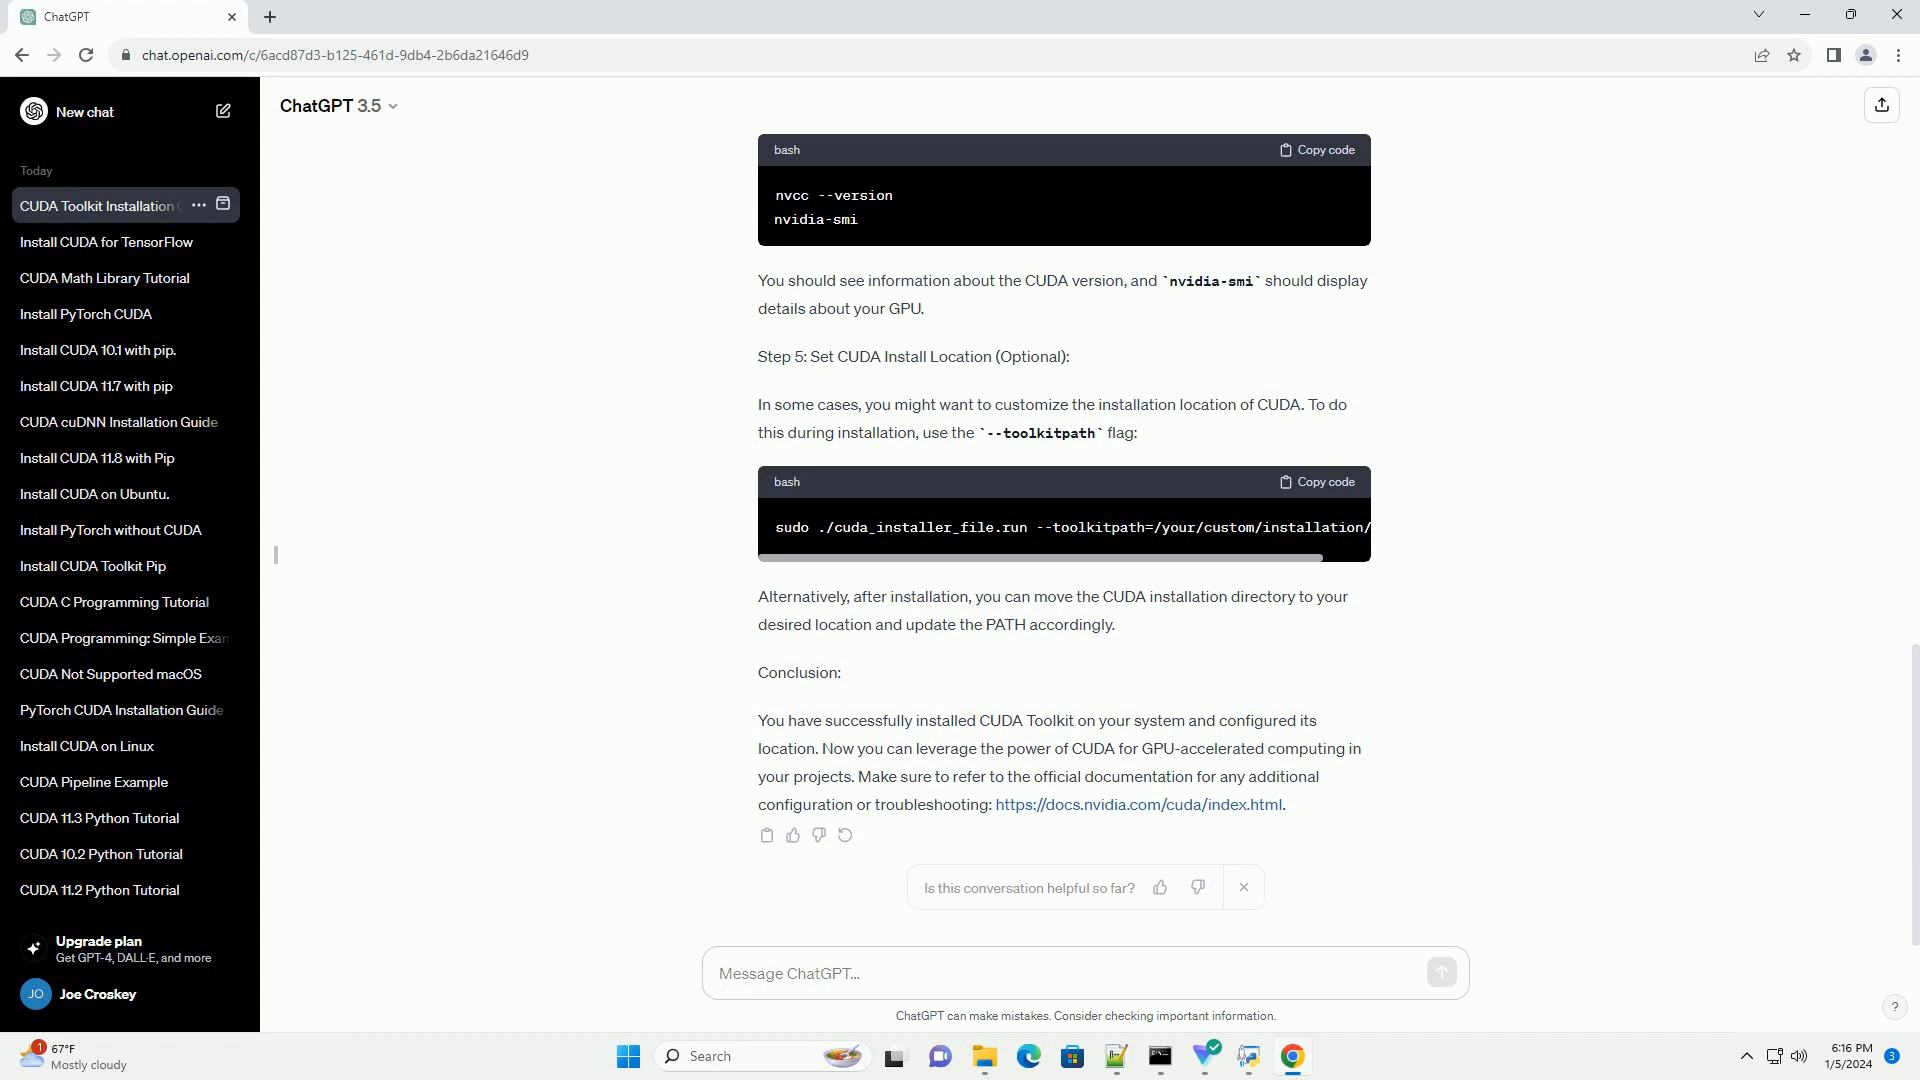 ChatGPT
chat.openai.com/c/6acd87d3-b125-461d-9db4-2b6da21646d9
New chat
Today
CUDA Toolkit Installation
Install CUDA for TensorFlow
CUDA Math Library Tutorial
Install PyTorch CUDA
Install CUDA 10.1 with pip.
Install CUDA 11.7 with pip
CUDA cuDNN Installation Guide
Install CUDA 11.8 with Pip
Install CUDA on Ubuntu.
Install PyTorch without CUDA
Install CUDA Toolkit Pip
CUDA C Programming Tutorial
CUDA Programming: Simple Exam
CUDA Not Supported macOS
PyTorch CUDA Installation Guide
Install CUDA on Linux
CUDA Pipeline Example
CUDA 11.3 Python Tutorial
CUDA 10.2 Python Tutorial
CUDA 11.2 Python Tutorial
Upgrade plan
Get GPT-4, DALL·E, and more
JO Joe Croskey
ChatGPT 3.5
bash Copy code
nvcc --version
nvidia-smi
You should see information about the CUDA version, and `nvidia-smi` should display
details about your GPU.
Step 5: Set CUDA Install Location (Optional):
In some cases, you might want to customize the installation location of CUDA. To do
this during installation, use the `--toolkitpath` flag:
bash Copy code
sudo ./cuda_installer_file.run --toolkitpath=/your/custom/installation/
Alternatively, after installation, you can move the CUDA installation directory to your
desired location and update the PATH accordingly.
Conclusion:
You have successfully installed CUDA Toolkit on your system and configured its
location. Now you can leverage the power of CUDA for GPU-accelerated computing in
your projects. Make sure to refer to the official documentation for any additional
configuration or troubleshooting: https://docs.nvidia.com/cuda/index.html.
Is this conversation helpful so far?
Message ChatGPT...
ChatGPT can make mistakes. Consider checking important information.
?
1
67°F
Mostly cloudy
Search
6:16 PM
1/5/2024
3